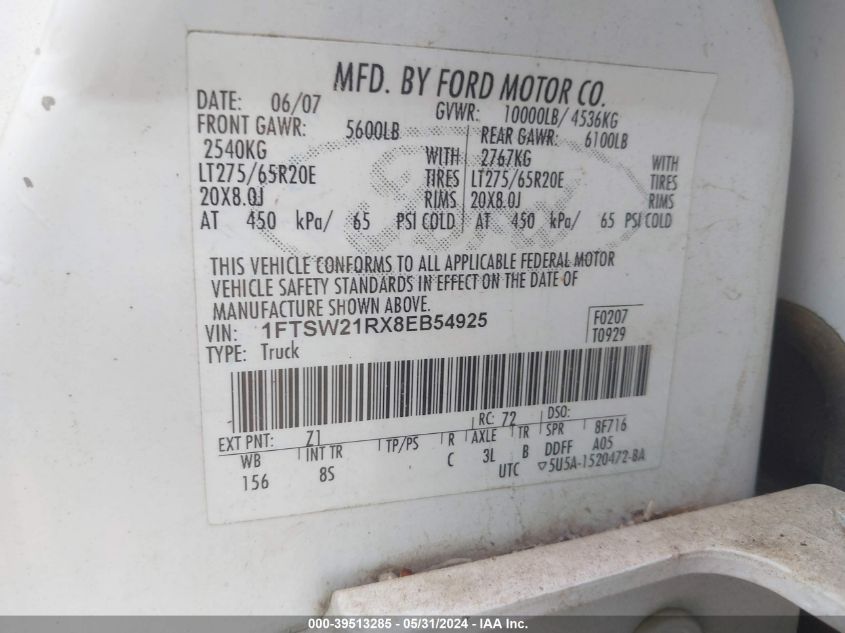 MFD. BY FORD MOTOR CO.
DATE: 06/07 GVWR: 10000LB/ 4536KG
FRONT GAWR: 5600LB REAR GAWR: 6100LB
2540KG WITH 2767KG WITH
LT275/65R20E TIRES LT275/65R20E TIRES
20X8.0J RIMS 20X8.0J RIMS
AT 450 kPa/ 65 PSI COLD AT 450 kPa/ 65 PSI COLD
Ford
THIS VEHICLE CONFORMS TO ALL APPLICABLE FEDERAL MOTOR
VEHICLE SAFETY STANDARDS IN EFFECT ON THE DATE OF
MANUFACTURE SHOWN ABOVE.
VIN: 1FTSW21RX8EB54925 F0207
TYPE: Truck T0929
EXT PNT: Z1 RC: 72 DSO:
WB INT TR TP/PS R AXLE TR SPR 8F716
156 8S C 3L B DDFF A05
UTC ▽5U5A-1520472-BA
000-39513285 - 05/31/2024 - IAA Inc.